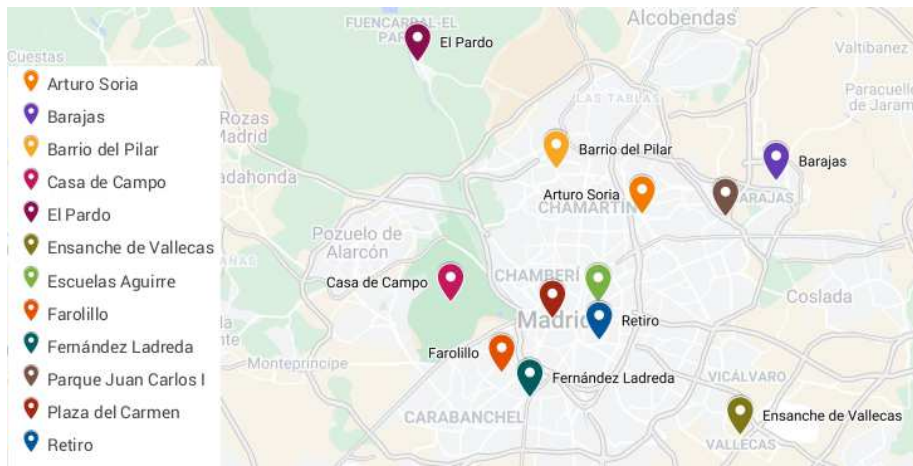 Arturo Soria
Barajas
Barrio del Pilar
Casa de Campo
El Pardo
Ensanche de Vallecas
Escuelas Aguirre
Farolillo
Fernández Ladreda
Parque Juan Carlos I
Plaza del Carmen
Retiro
Cuestas
Rozas
Madrid
adahonda
Pozuelo de
Alarcón
Monteprincipe
FUENCARRAL-EL
El Pardo
Alcobendas
Valtibanez
Paracuello
de Jaram
LAS TABLAS
Barrio del Pilar
Barajas
Arturo Soria
CHAMARTÍN
ARAJAS
Casa de Campo
CHAMBERÍ
Coslada
Madrid
Retiro
Farolillo
Fernández Ladreda
VICÁLVARO
CARABANCHEL
Ensanche de Vallecas
VALLECAS